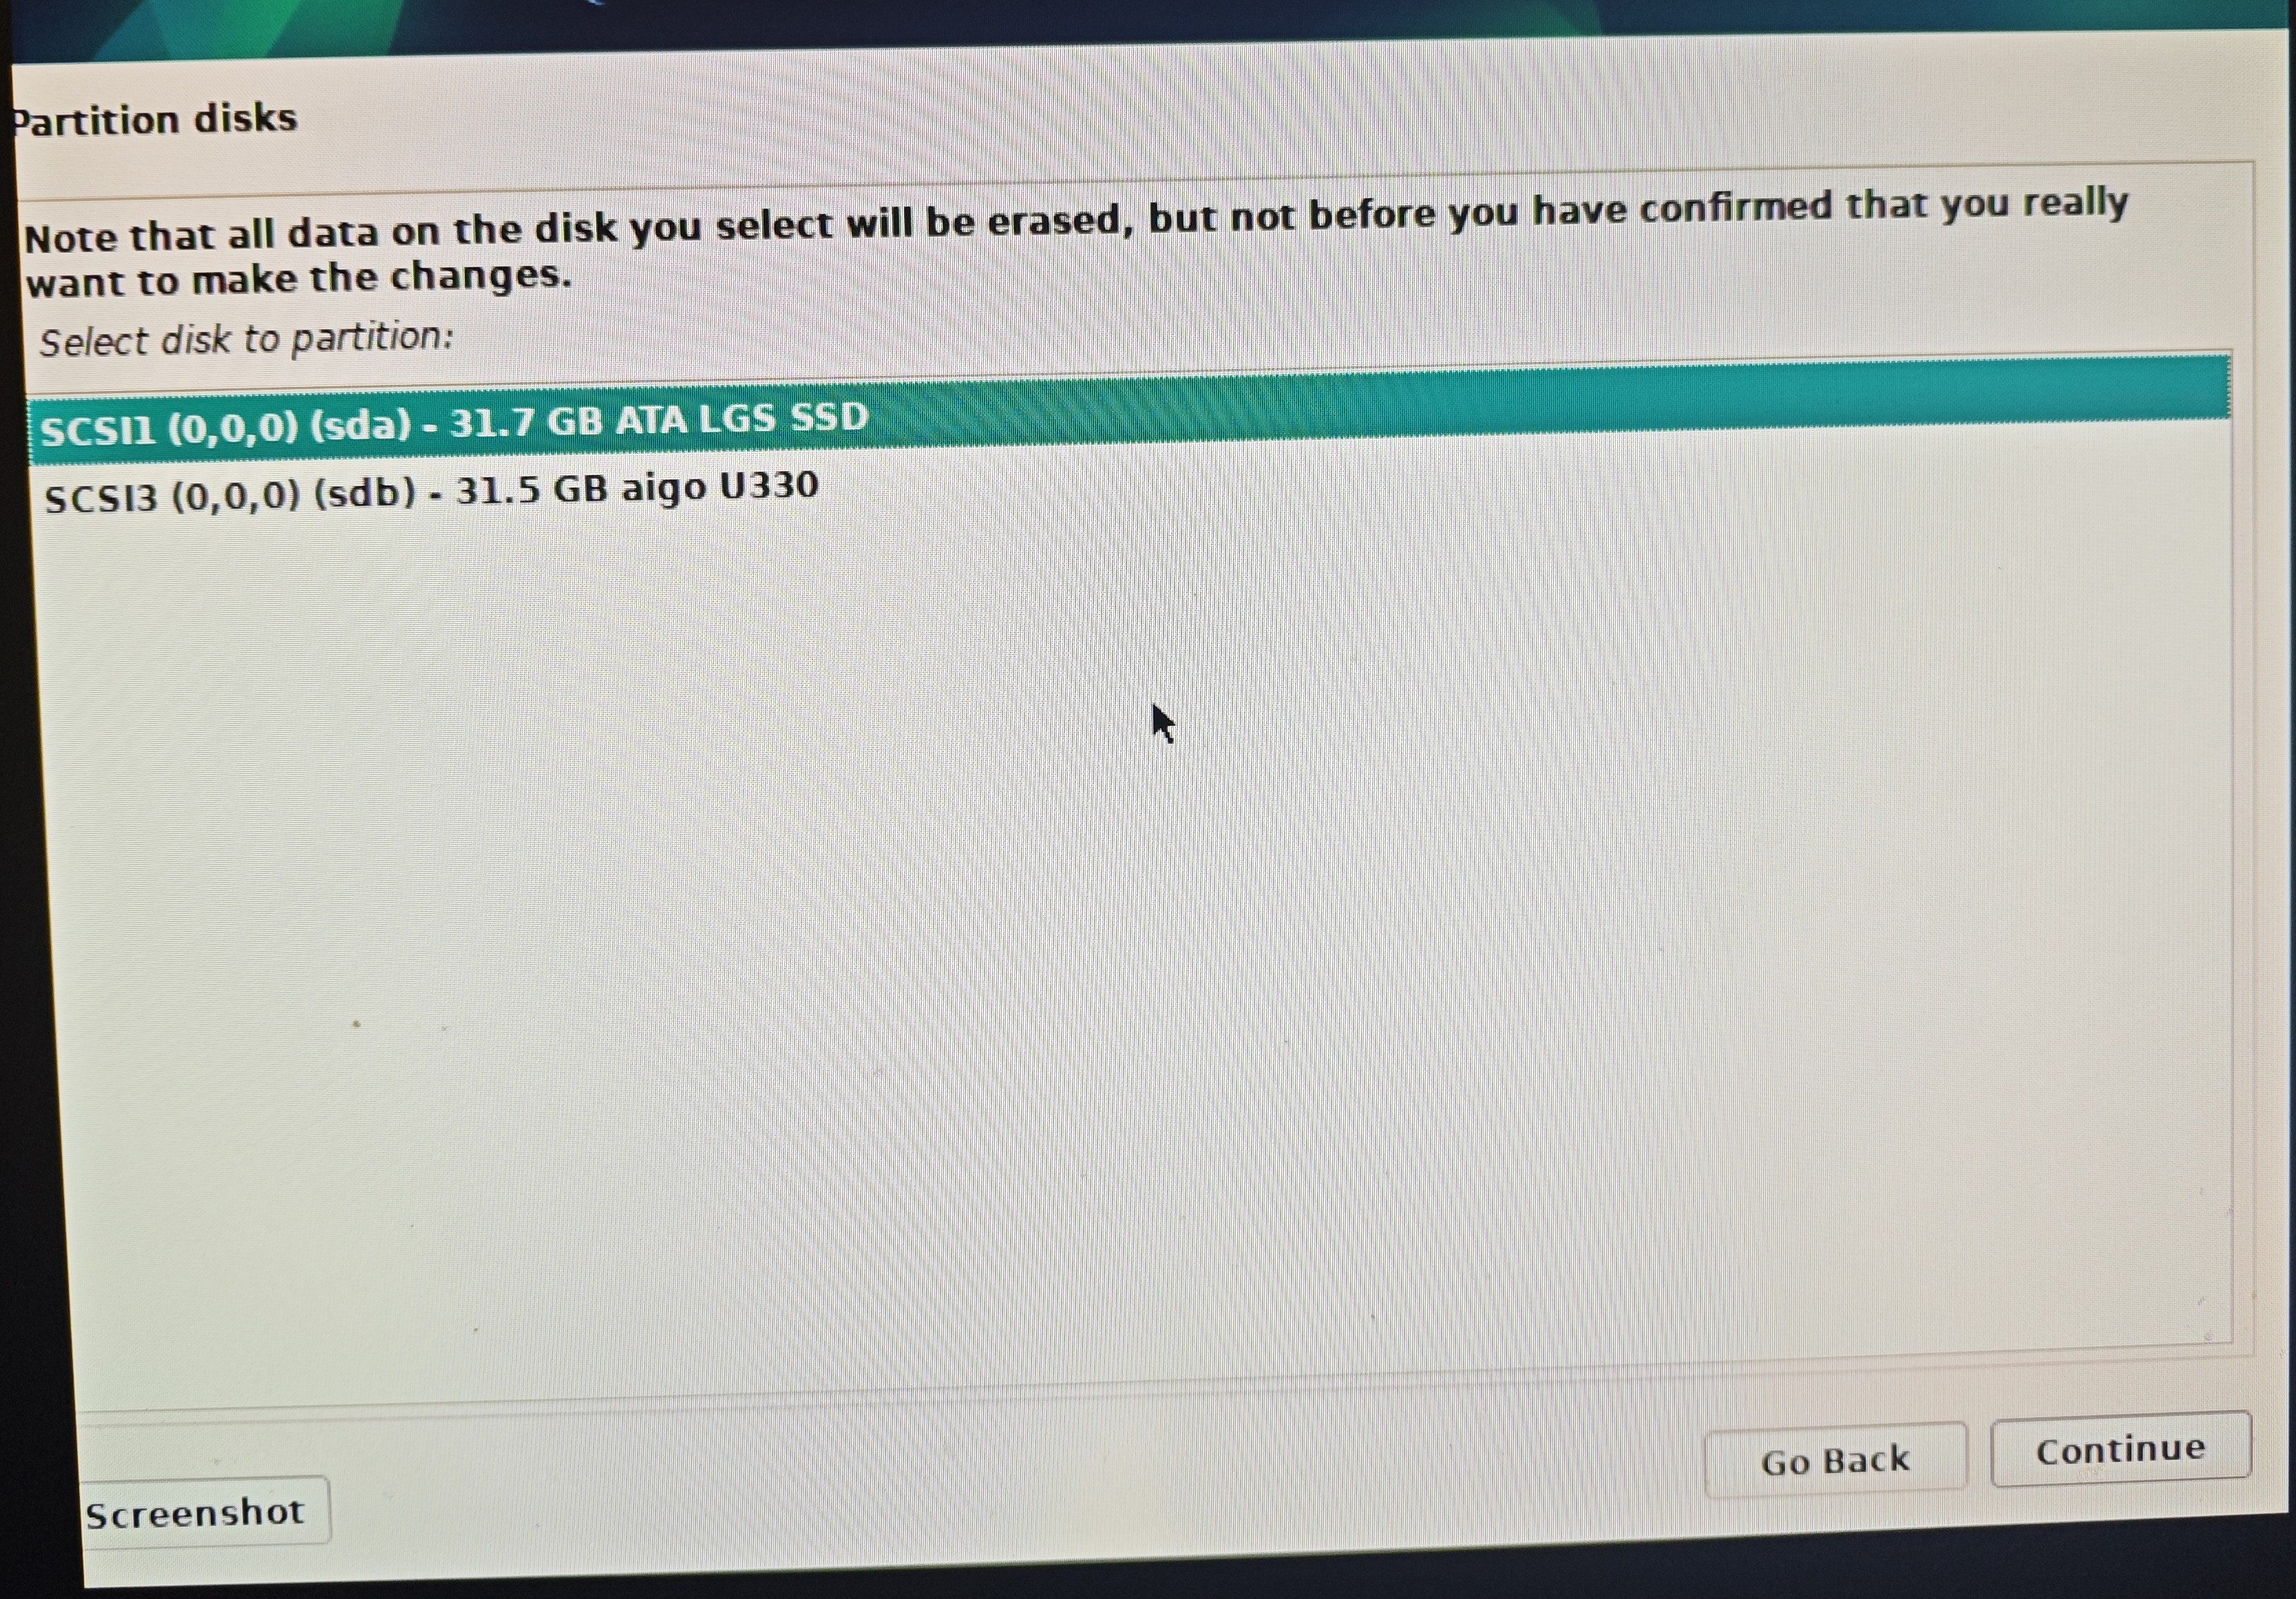 Partition disks
Note that all data on the disk you select will be erased, but not before you have confirmed that you really
want to make the changes.
Select disk to partition:
SCSI1 (0,0,0) (sda) - 31.7 GB ATA LGS SSD
SCSI3 (0,0,0) (sdb) - 31.5 GB aigo U330
Screenshot
Go Back
Continue